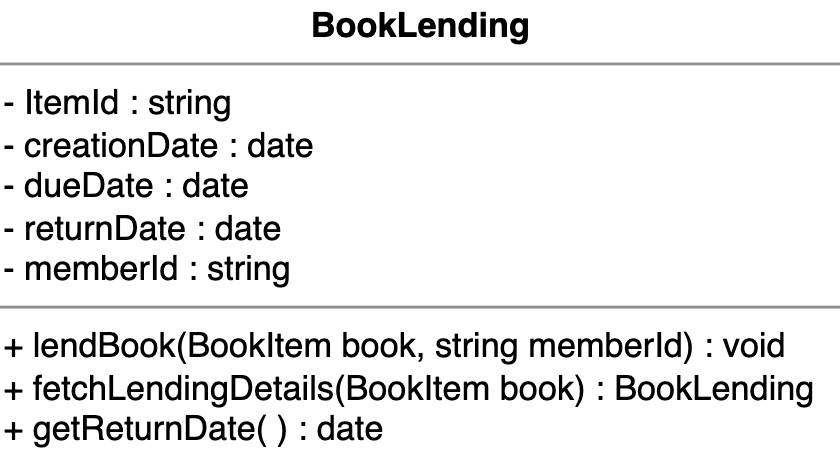 BookLending
- ItemId : string
- creationDate : date
- dueDate : date
- returnDate : date
- memberId : string
+ lendBook(BookItem book, string memberId) : void
+ fetchLendingDetails(BookItem book) : BookLending
+ getReturnDate( ) : date